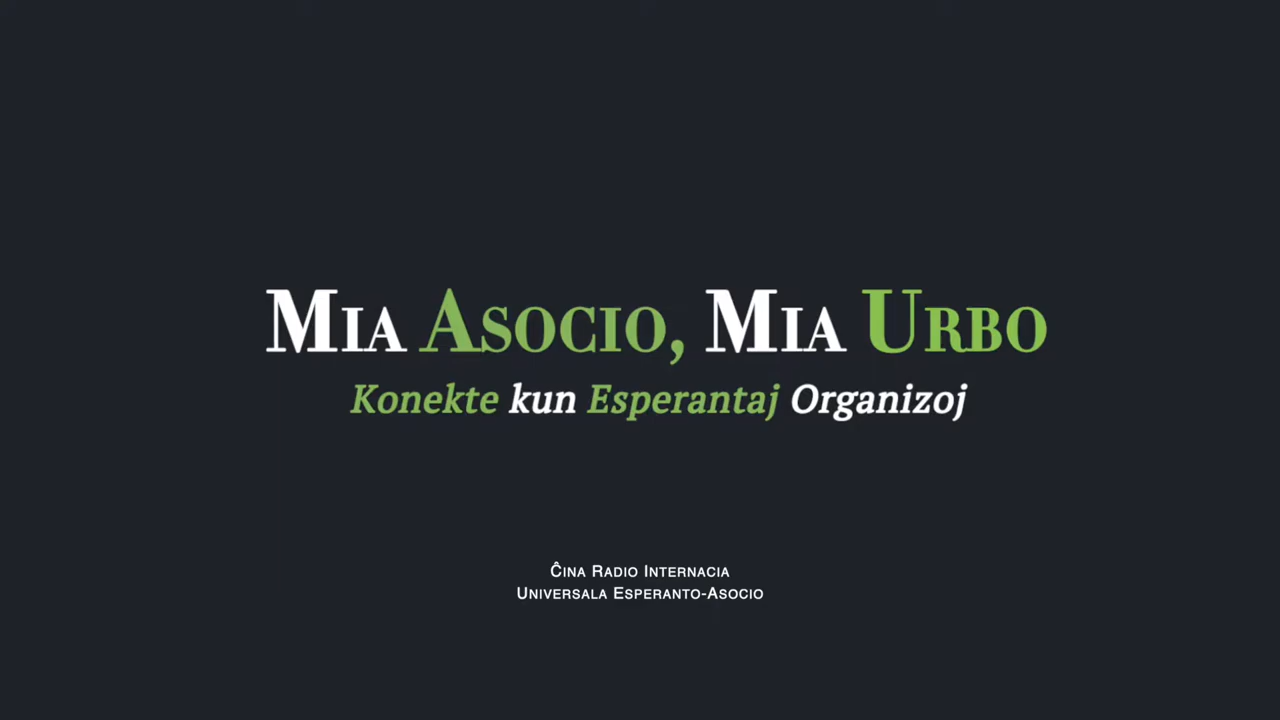 Mia Asocio, Mia Urbo
Konekte kun Esperantaj Organizoj
Ĉina Radio Internacia
Universala Esperanto-Asocio